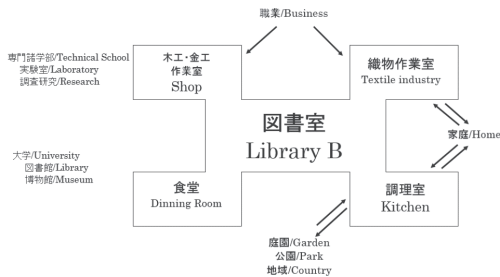 職業/Business
専門諸学部/Technical School
実験室/Laboratory
調査研究/Research
木工・金工
作業室
Shop
織物作業室
Textile industry
図書室
Library B
家庭/Home
大学/University
図書館/Library
博物館/Museum
食堂
Dinning Room
調理室
Kitchen
庭園/Garden
公園/Park
地域/Country